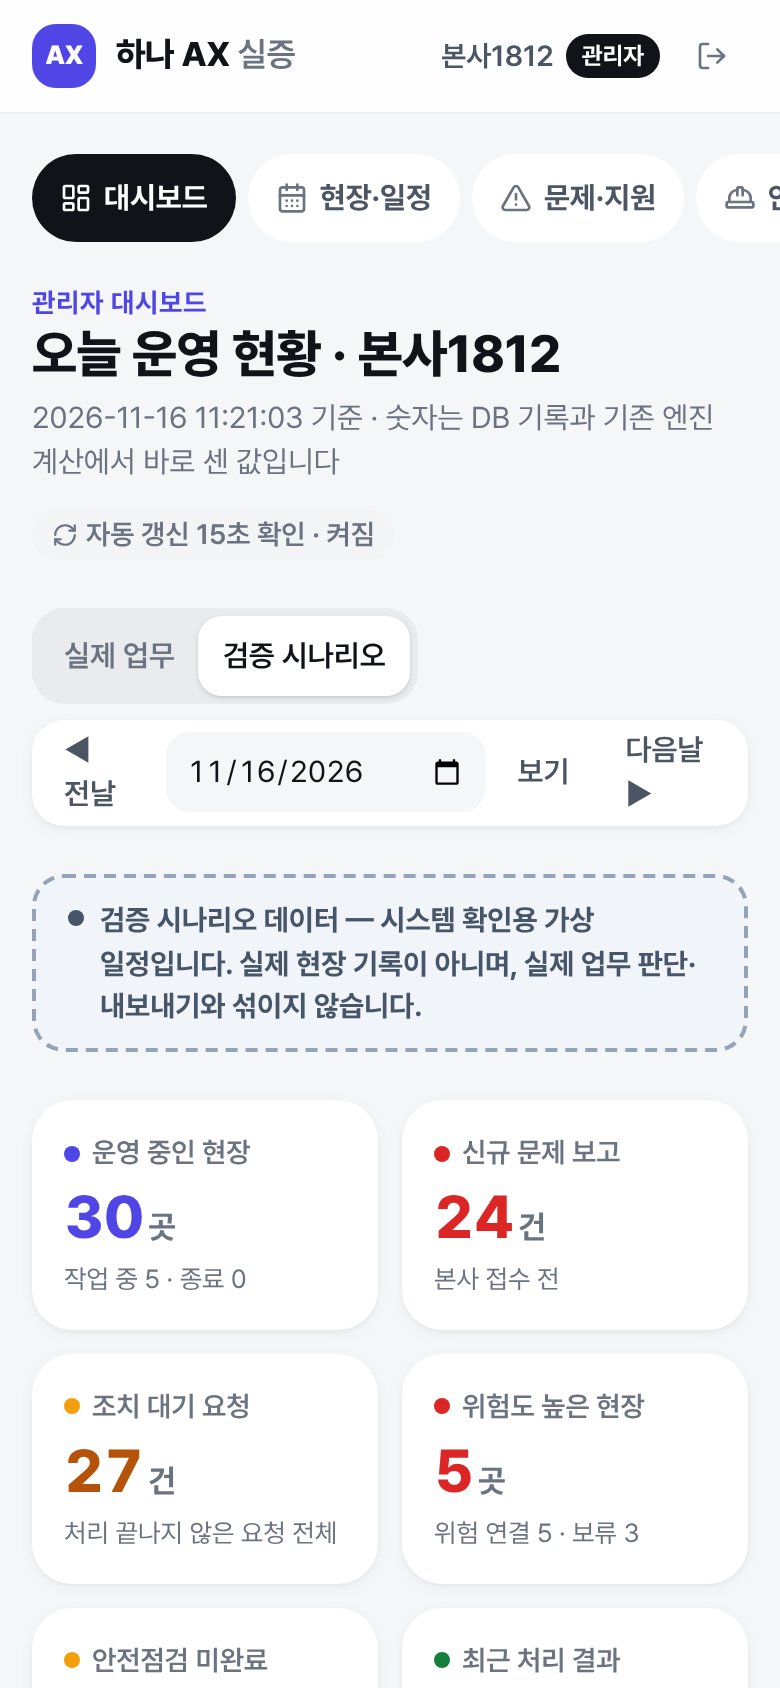 AX 하나 AX 실증 본사1812 관리자
대시보드 현장·일정 문제·지원
관리자 대시보드
오늘 운영 현황 · 본사1812
2026-11-16 11:21:03 기준 · 숫자는 DB 기록과 기존 엔진
계산에서 바로 센 값입니다
자동 갱신 15초 확인 · 켜짐
실제 업무 검증 시나리오
◀ 전날
11/16/2026
보기
다음날 ▶
검증 시나리오 데이터 — 시스템 확인용 가상
일정입니다. 실제 현장 기록이 아니며, 실제 업무 판단·
내보내기와 섞이지 않습니다.
운영 중인 현장
30곳
작업 중 5 · 종료 0
신규 문제 보고
24건
본사 접수 전
조치 대기 요청
27건
처리 끝나지 않은 요청 전체
위험도 높은 현장
5곳
위험 연결 5 · 보류 3
안전점검 미완료
최근 처리 결과